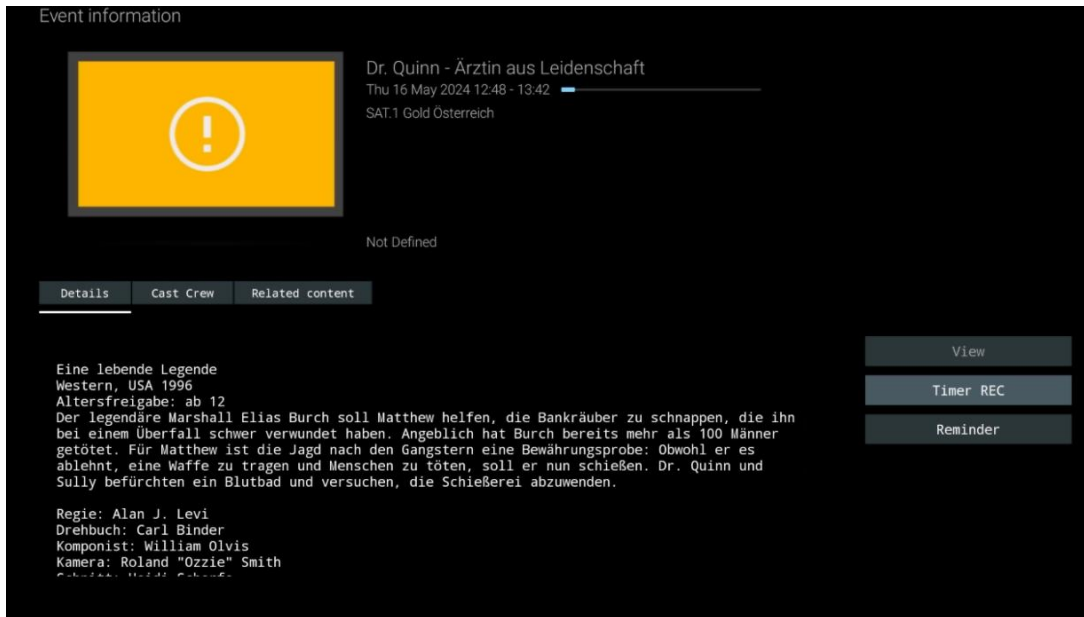 Event information
Dr. Quinn - Ärztin aus Leidenschaft
Thu 16 May 2024 12:48 - 13:42
SAT.1 Gold Österreich
Not Defined
Details Cast Crew Related content
View
Timer REC
Reminder
Eine lebende Legende
Western, USA 1996
Altersfreigabe: ab 12
Der legendäre Marshall Elias Burch soll Matthew helfen, die Bankräuber zu schnappen, die ihn
bei einem Überfall schwer verwundet haben. Angeblich hat Burch bereits mehr als 100 Männer
getötet. Für Matthew ist die Jagd nach den Gangstern eine Bewährungsprobe: Obwohl er es
ablehnt, eine Waffe zu tragen und Menschen zu töten, soll er nun schießen. Dr. Quinn und
Sully befürchten ein Blutbad und versuchen, die Schießerei abzuwenden.
Regie: Alan J. Levi
Drehbuch: Carl Binder
Komponist: William Olvis
Kamera: Roland "Ozzie" Smith